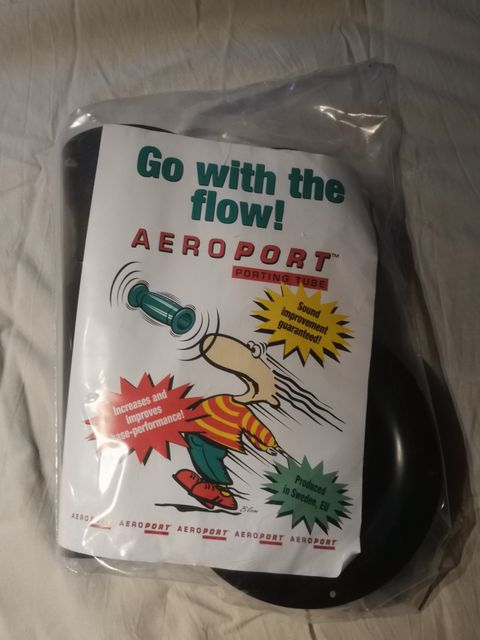 Go with the
flow!
AEROPORT™
PORTING TUBE
Sound
improvement
guaranteed!
Increases and
improves
base-performance!
Produced
in Sweden, EU
AEROPORT AEROPORT AEROPORT AEROPORT AEROPORT